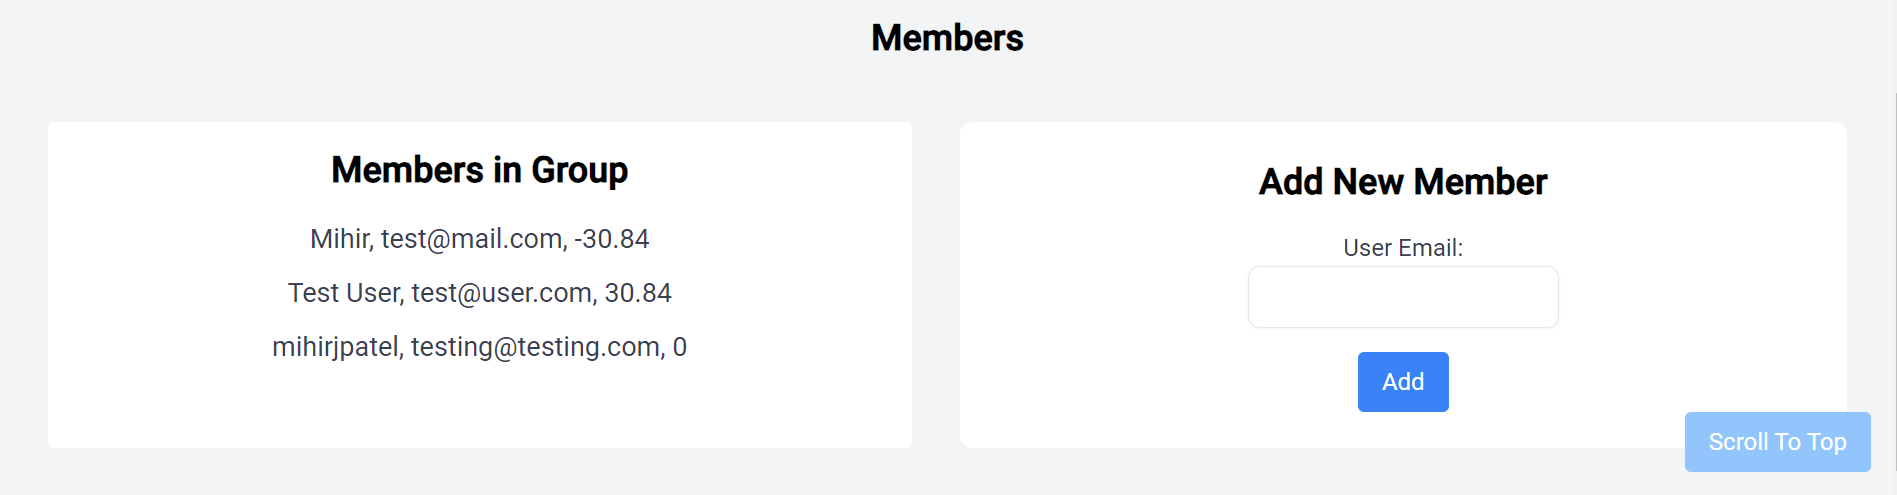 Members
Members in Group
Mihir, test@mail.com, -30.84
Test User, test@user.com, 30.84
mihirjpatel, testing@testing.com, 0
Add New Member
User Email:
Add
Scroll To Top